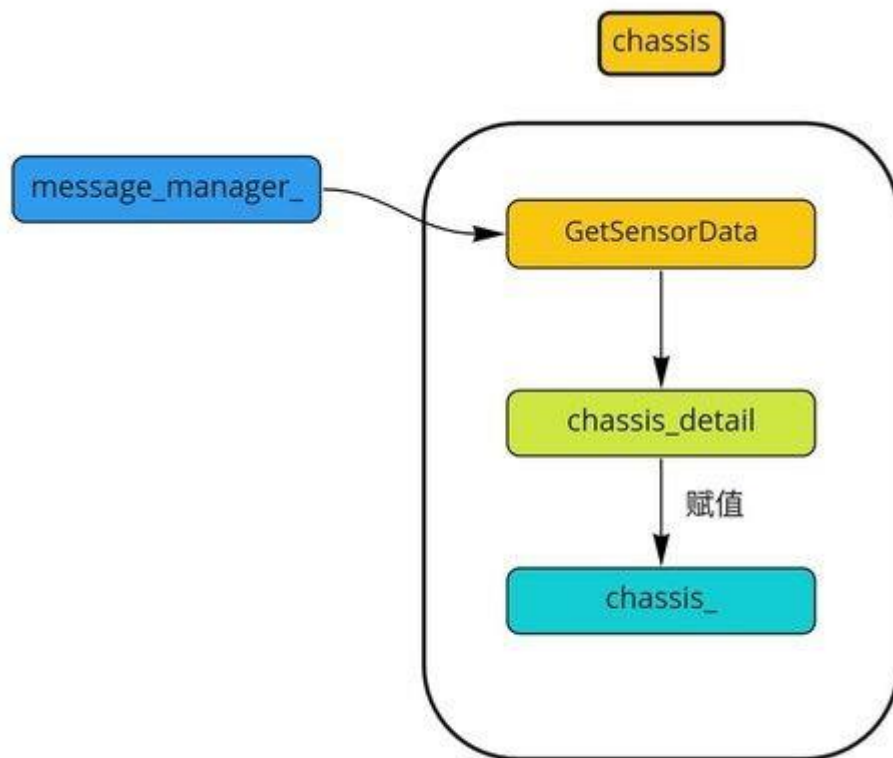 chassis
message_manager_
GetSensorData
chassis_detail
赋值
chassis_